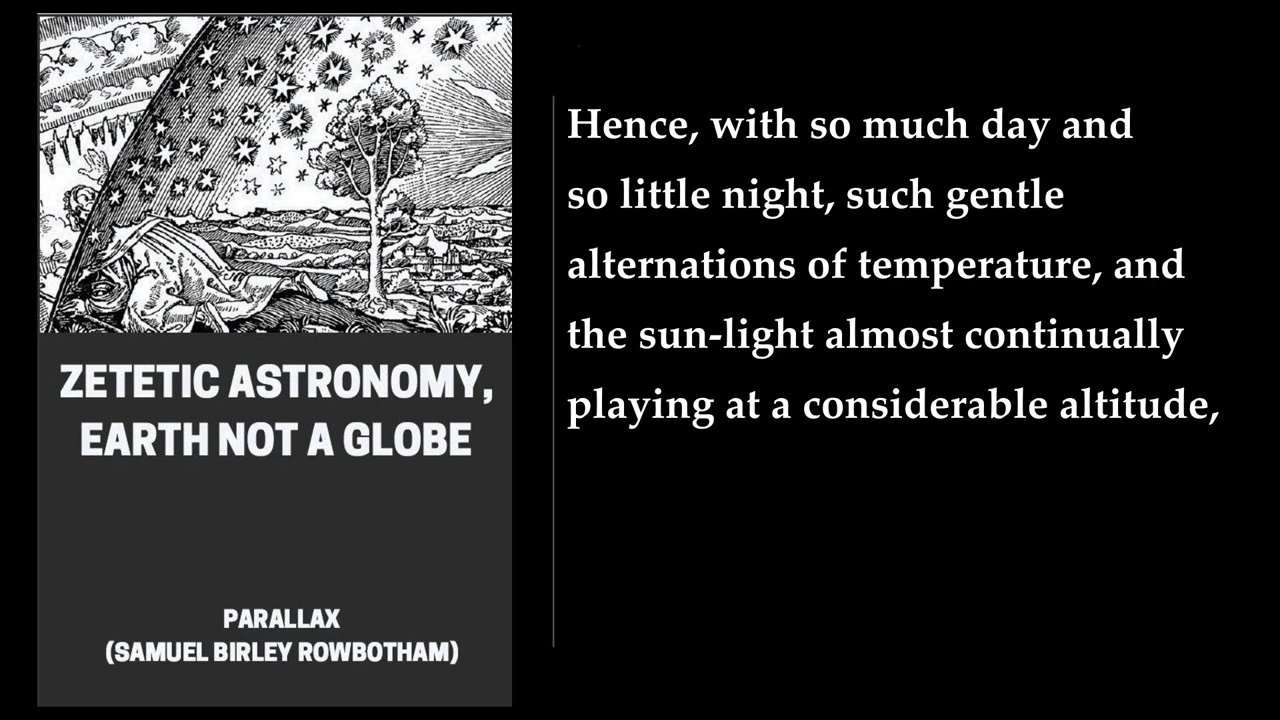 ZETETIC ASTRONOMY,
EARTH NOT A GLOBE
PARALLAX
(SAMUEL BIRLEY ROWBOTHAM)
Hence, with so much day and
so little night, such gentle
alternations of temperature, and
the sun-light almost continually
playing at a considerable altitude,